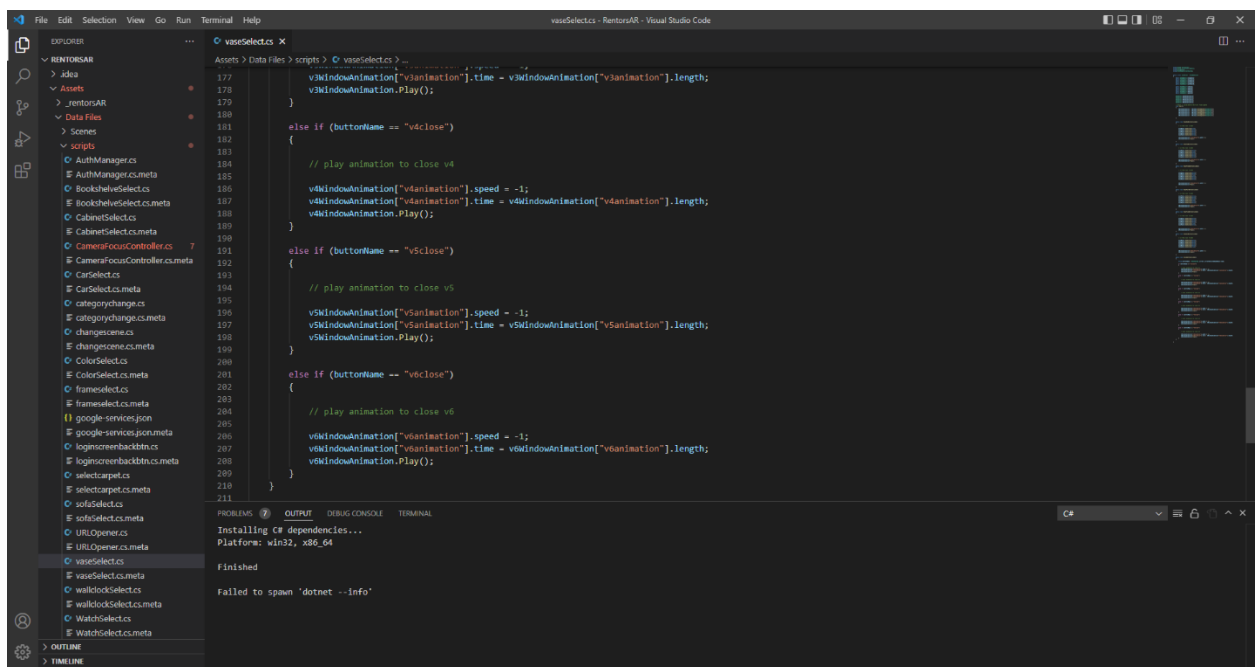 File Edit Selection View Go Run Terminal Help
vaseSelect.cs - RentorsAR - Visual Studio Code
EXPLORER
RENTORSAR
.idea
Assets
_rentorsAR
Data Files
Scenes
scripts
AuthManager.cs
AuthManager.cs.meta
BookshelveSelect.cs
BookshelveSelect.cs.meta
CabinetSelect.cs
CabinetSelect.cs.meta
CameraFocusController.cs 7
CameraFocusController.cs.meta
CarSelect.cs
CarSelect.cs.meta
categorychange.cs
categorychange.cs.meta
changescene.cs
changescene.cs.meta
ColorSelect.cs
ColorSelect.cs.meta
frameselect.cs
frameselect.cs.meta
google-services.json
google-services.json.meta
loginscreenbackbtn.cs
loginscreenbackbtn.cs.meta
selectcarpet.cs
selectcarpet.cs.meta
sofaSelect.cs
sofaSelect.cs.meta
URLOpener.cs
URLOpener.cs.meta
vaseSelect.cs
vaseSelect.cs.meta
wallclockSelect.cs
wallclockSelect.cs.meta
WatchSelect.cs
WatchSelect.cs.meta
OUTLINE
TIMELINE
vaseSelect.cs
Assets > Data Files > scripts > vaseSelect.cs > ...
177 v3WindowAnimation["v3animation"].time = v3WindowAnimation["v3animation"].length;
178 v3WindowAnimation.Play();
179 }
180
181 else if (buttonName == "v4close")
182 {
183
184 // play animation to close v4
185
186 v4WindowAnimation["v4animation"].speed = -1;
187 v4WindowAnimation["v4animation"].time = v4WindowAnimation["v4animation"].length;
188 v4WindowAnimation.Play();
189 }
190
191 else if (buttonName == "v5close")
192 {
193
194 // play animation to close v5
195
196 v5WindowAnimation["v5animation"].speed = -1;
197 v5WindowAnimation["v5animation"].time = v5WindowAnimation["v5animation"].length;
198 v5WindowAnimation.Play();
199 }
200
201 else if (buttonName == "v6close")
202 {
203
204 // play animation to close v6
205
206 v6WindowAnimation["v6animation"].speed = -1;
207 v6WindowAnimation["v6animation"].time = v6WindowAnimation["v6animation"].length;
208 v6WindowAnimation.Play();
209 }
210 }
211
PROBLEMS 7 OUTPUT DEBUG CONSOLE TERMINAL
C#
Installing C# dependencies...
Platform: win32, x86_64
Finished
Failed to spawn 'dotnet --info'